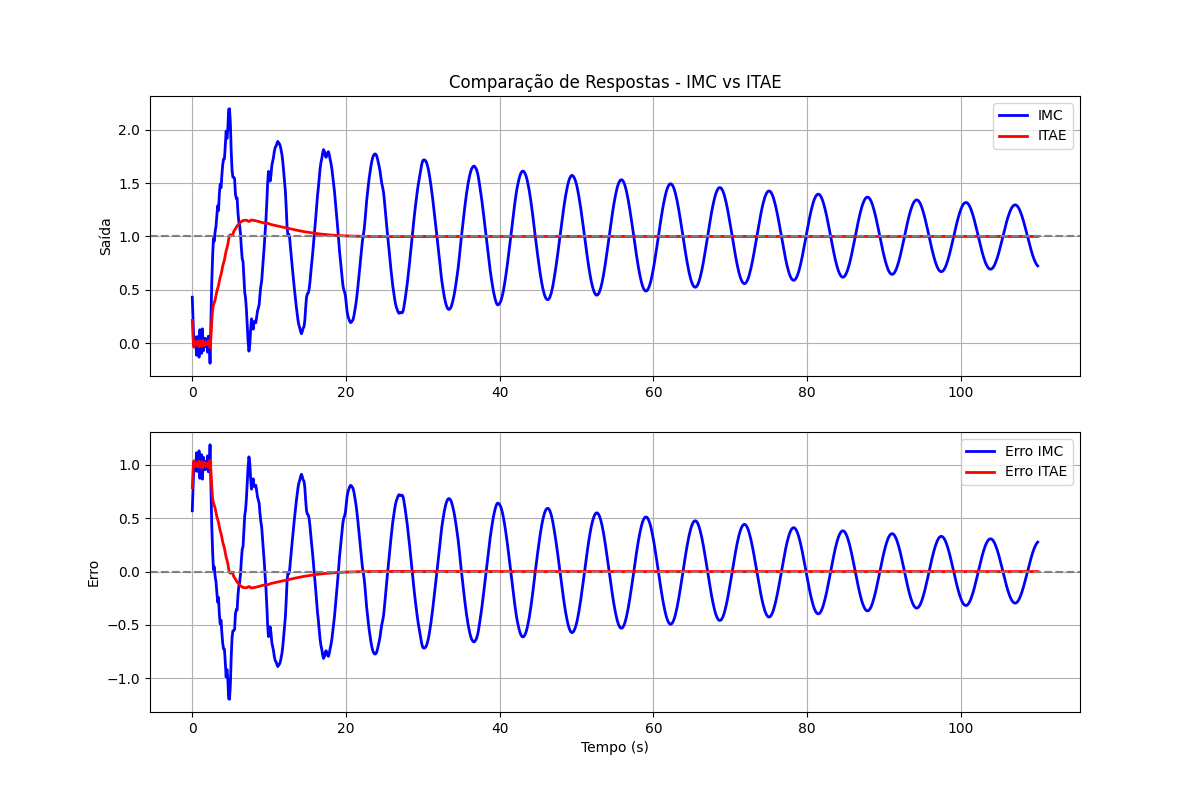 Comparação de Respostas - IMC vs ITAE
IMC
ITAE
Saída
2.0
1.5
1.0
0.5
0.0
0 20 40 60 80 100
Erro IMC
Erro ITAE
Erro
1.0
0.5
0.0
−0.5
−1.0
0 20 40 60 80 100
Tempo (s)